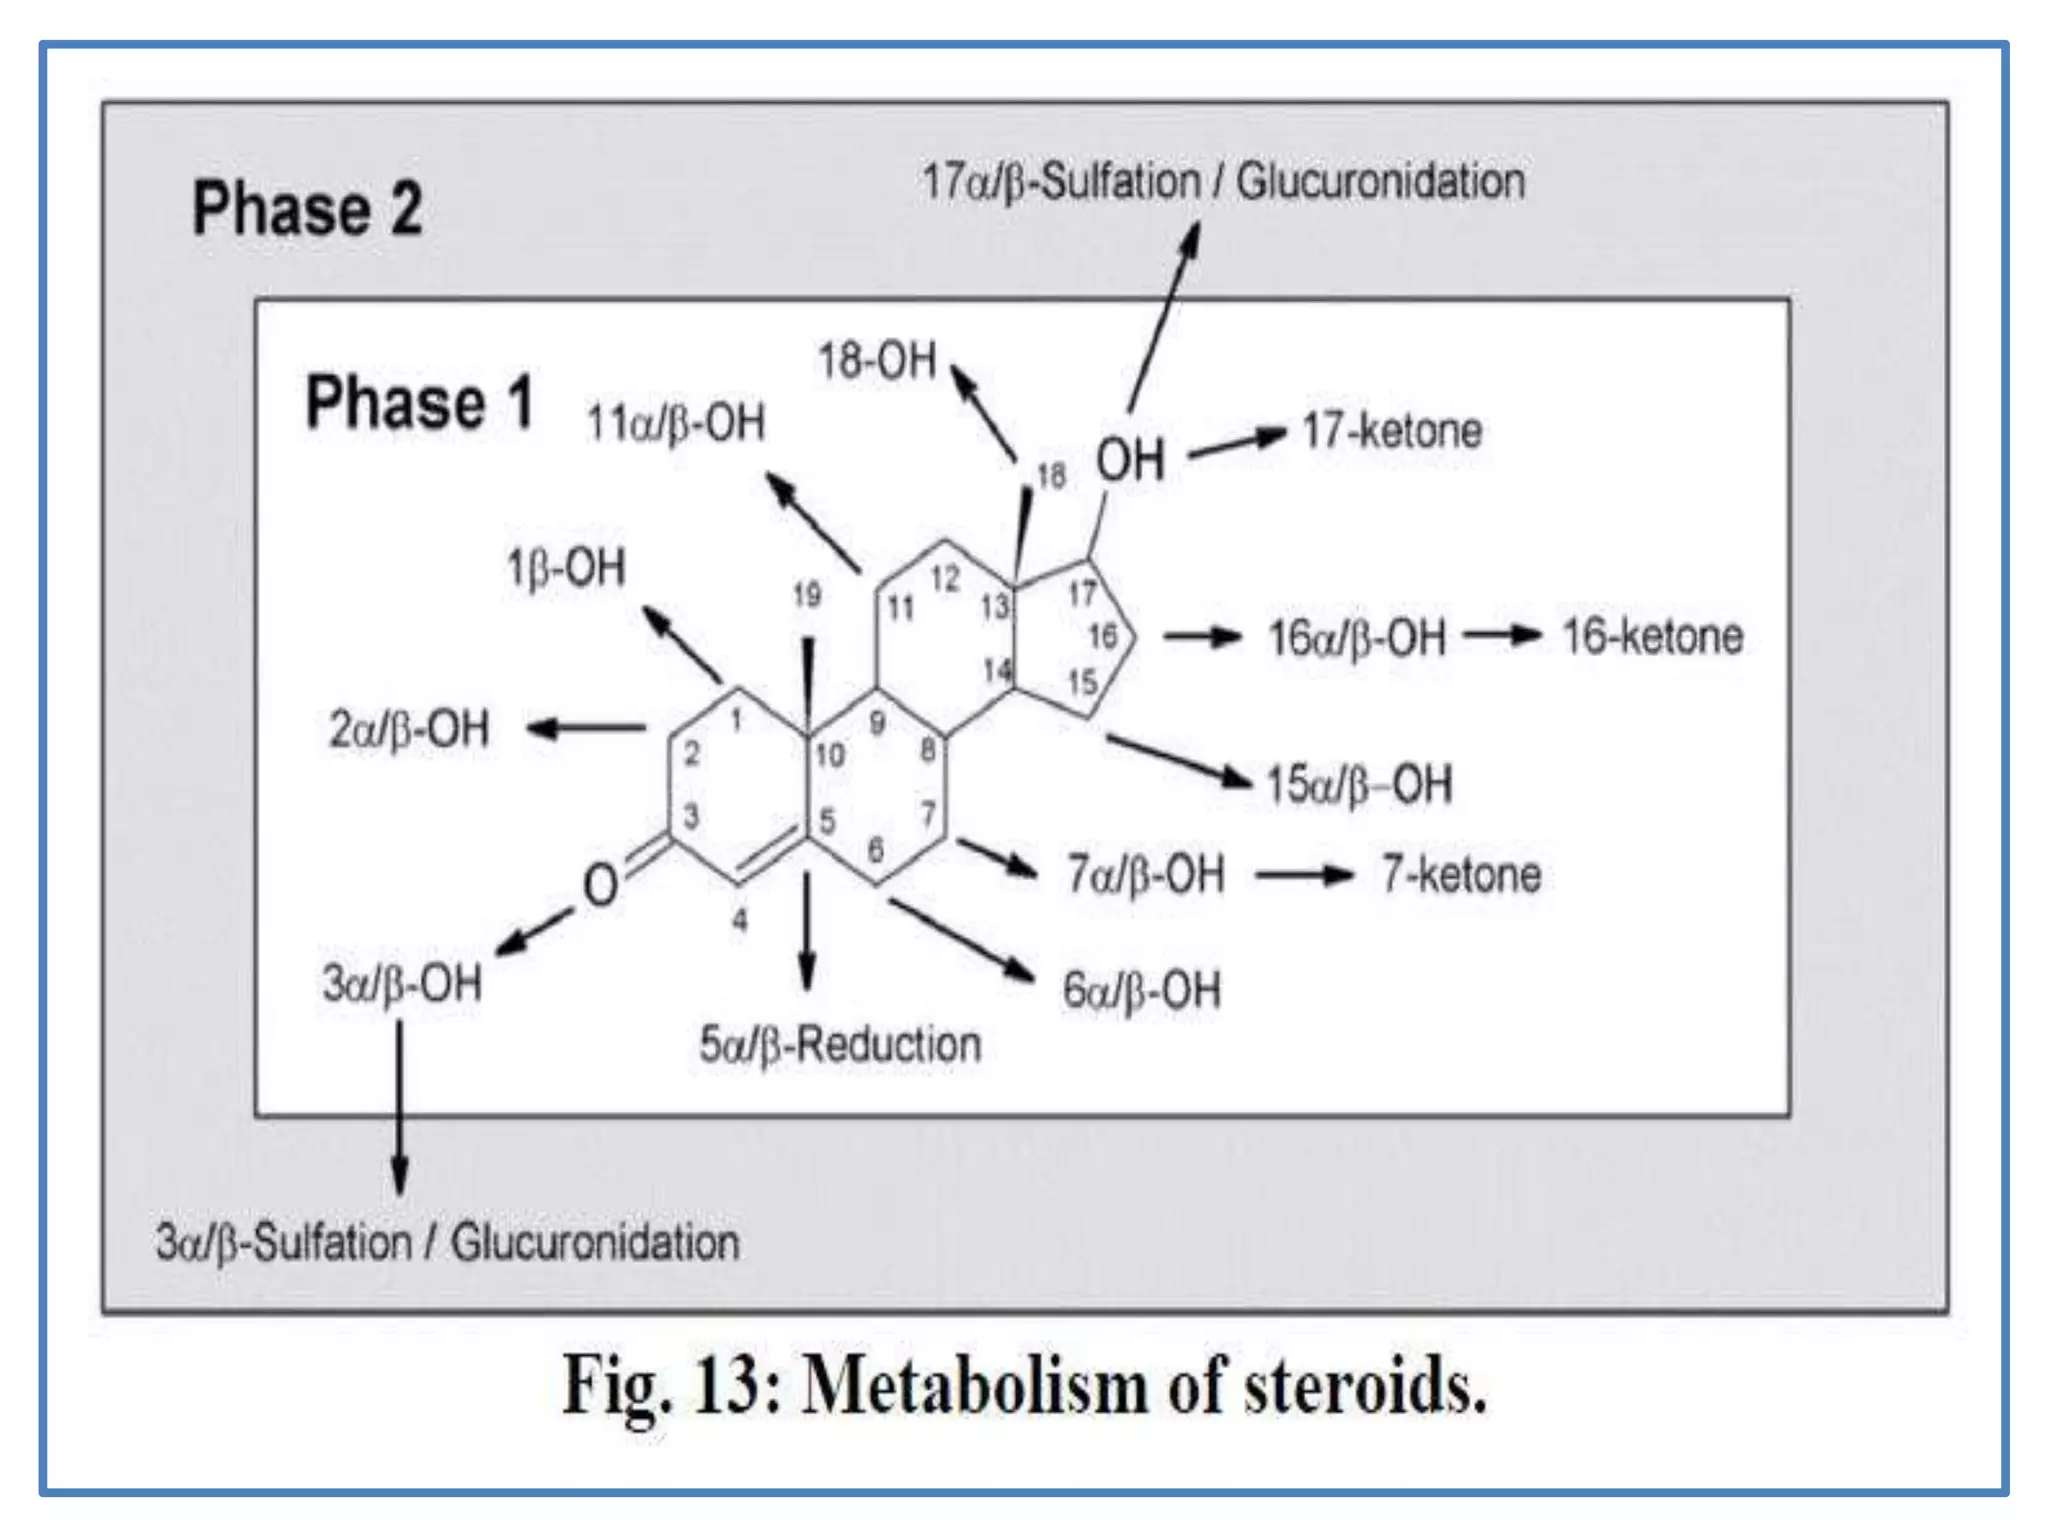 17α/β-Sulfation / Glucuronidation
Phase 2
18-OH
Phase 1
11α/β-OH
17-ketone
OH
18
1β-OH
19
12
11
13
17
16
16α/β-OH
16-ketone
14
15
2α/β-OH
1
9
2
10
8
15α/β-OH
3
5
7
6
7α/β-OH
7-ketone
O
4
3α/β-OH
6α/β-OH
5α/β-Reduction
3α/β-Sulfation / Glucuronidation
Fig. 13: Metabolism of steroids.